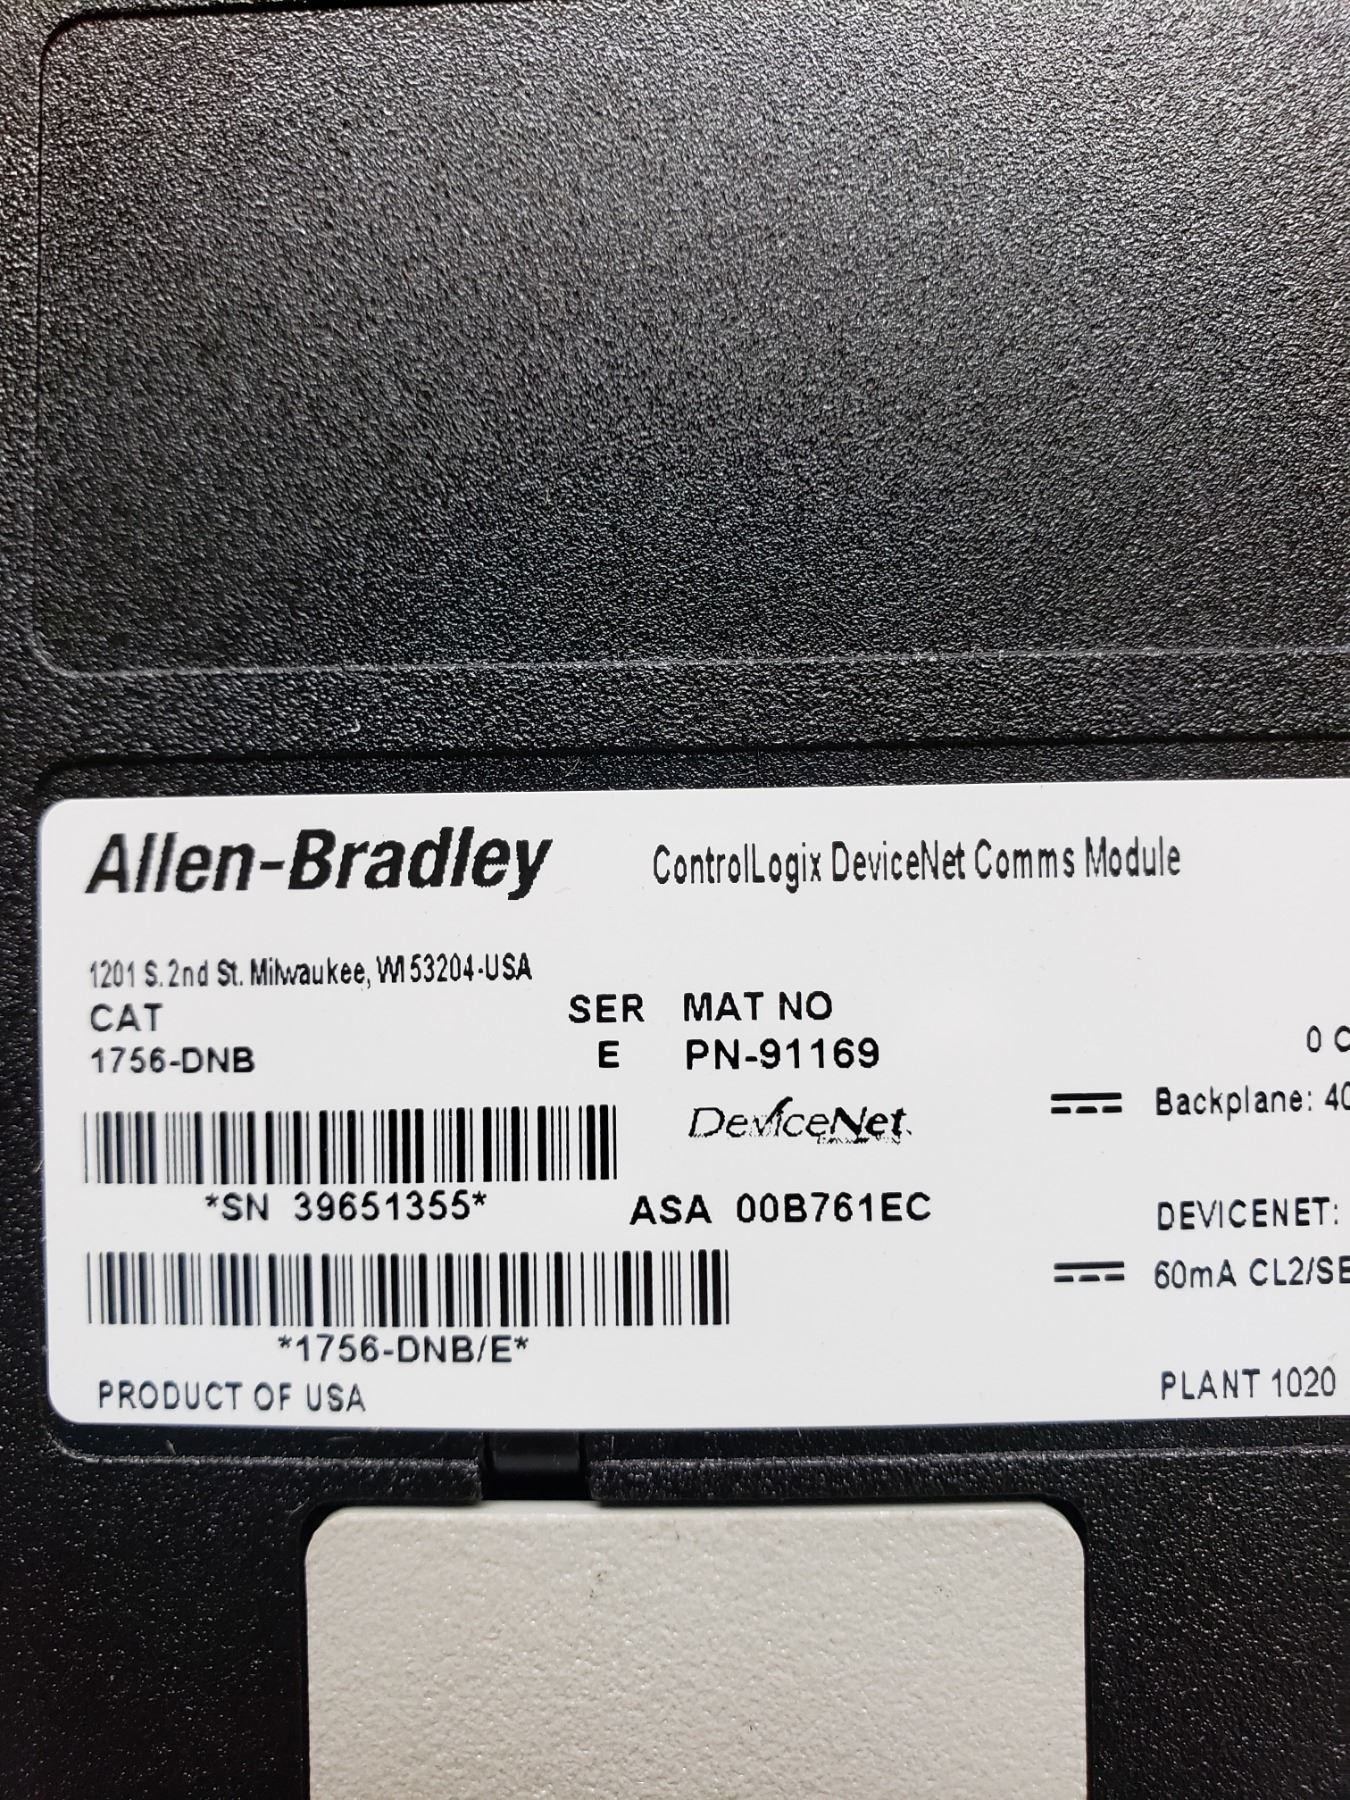 Allen-Bradley ControlLogix DeviceNet Comms Module
1201 S. 2nd St. Milwaukee, WI 53204-USA
CAT SER MAT NO
1756-DNB E PN-91169
0 C
DeviceNet.
Backplane: 40
*SN 39651355* ASA 00B761EC
DEVICENET:
60mA CL2/SE
*1756-DNB/E*
PRODUCT OF USA
PLANT 1020